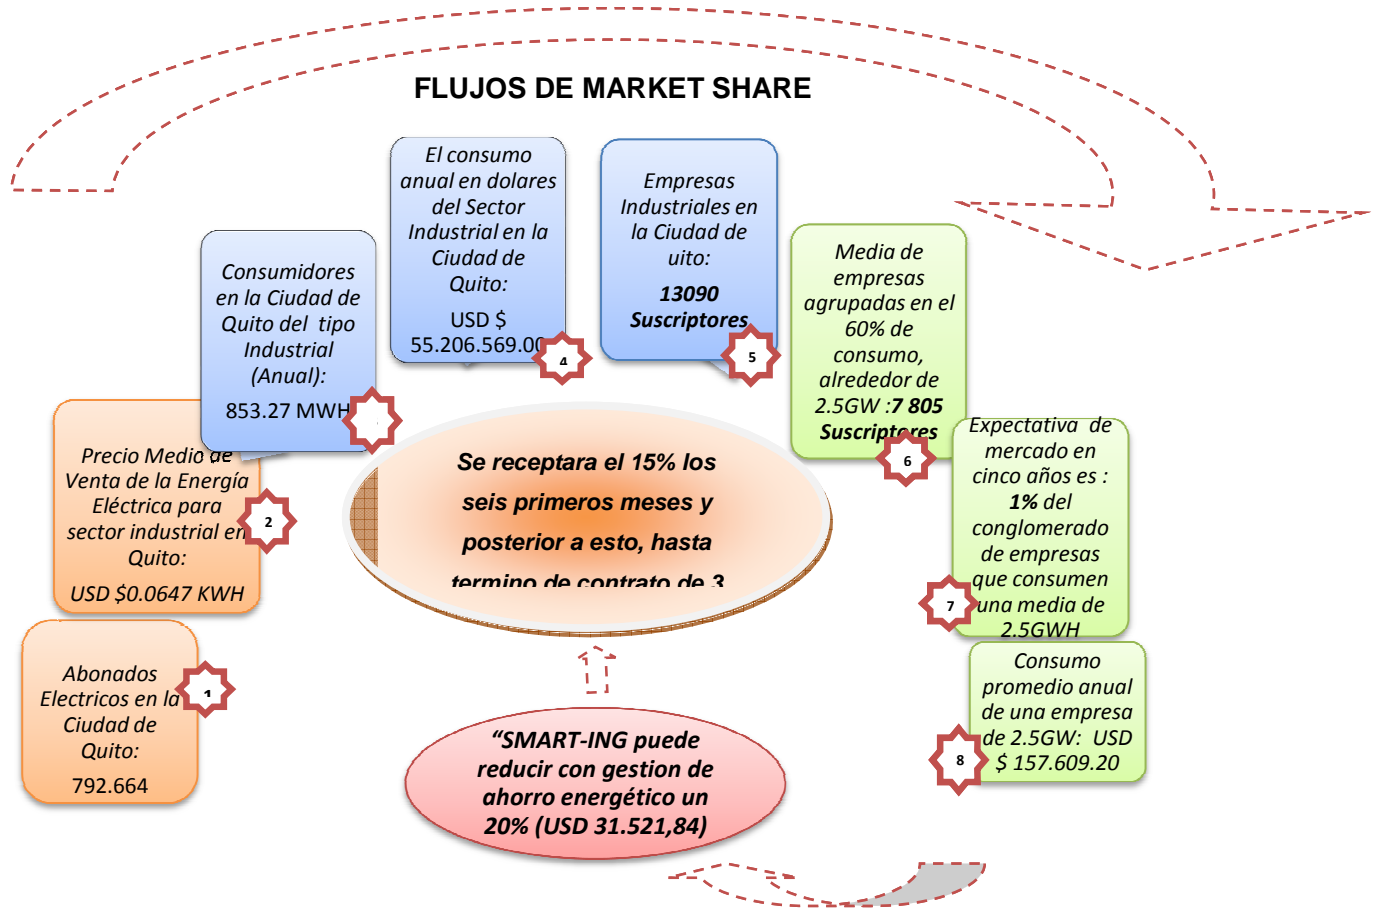 FLUJOS DE MARKET SHARE
Abonados
Electricos en la
Ciudad de
Quito:
792.664
1
Precio Medio de
Venta de la Energía
Eléctrica para
sector industrial en
Quito:
USD $0.0647 KWH
2
Consumidores
en la Ciudad de
Quito del tipo
Industrial
(Anual):
853.27 MWH
El consumo
anual en dolares
del Sector
Industrial en la
Ciudad de
Quito:
USD $
55.206.569.00
4
Empresas
Industriales en
la Ciudad de
uito:
13090
Suscriptores
5
Media de
empresas
agrupadas en el
60% de
consumo,
alrededor de
2.5GW :7 805
Suscriptores
6
Expectativa de
mercado en
cinco años es :
1% del
conglomerado
de empresas
que consumen
una media de
2.5GWH
7
Consumo
promedio anual
de una empresa
de 2.5GW: USD
$ 157.609.20
8
Se receptara el 15% los
seis primeros meses y
posterior a esto, hasta
termino de contrato de 3
“SMART-ING puede
reducir con gestion de
ahorro energético un
20% (USD 31.521,84)